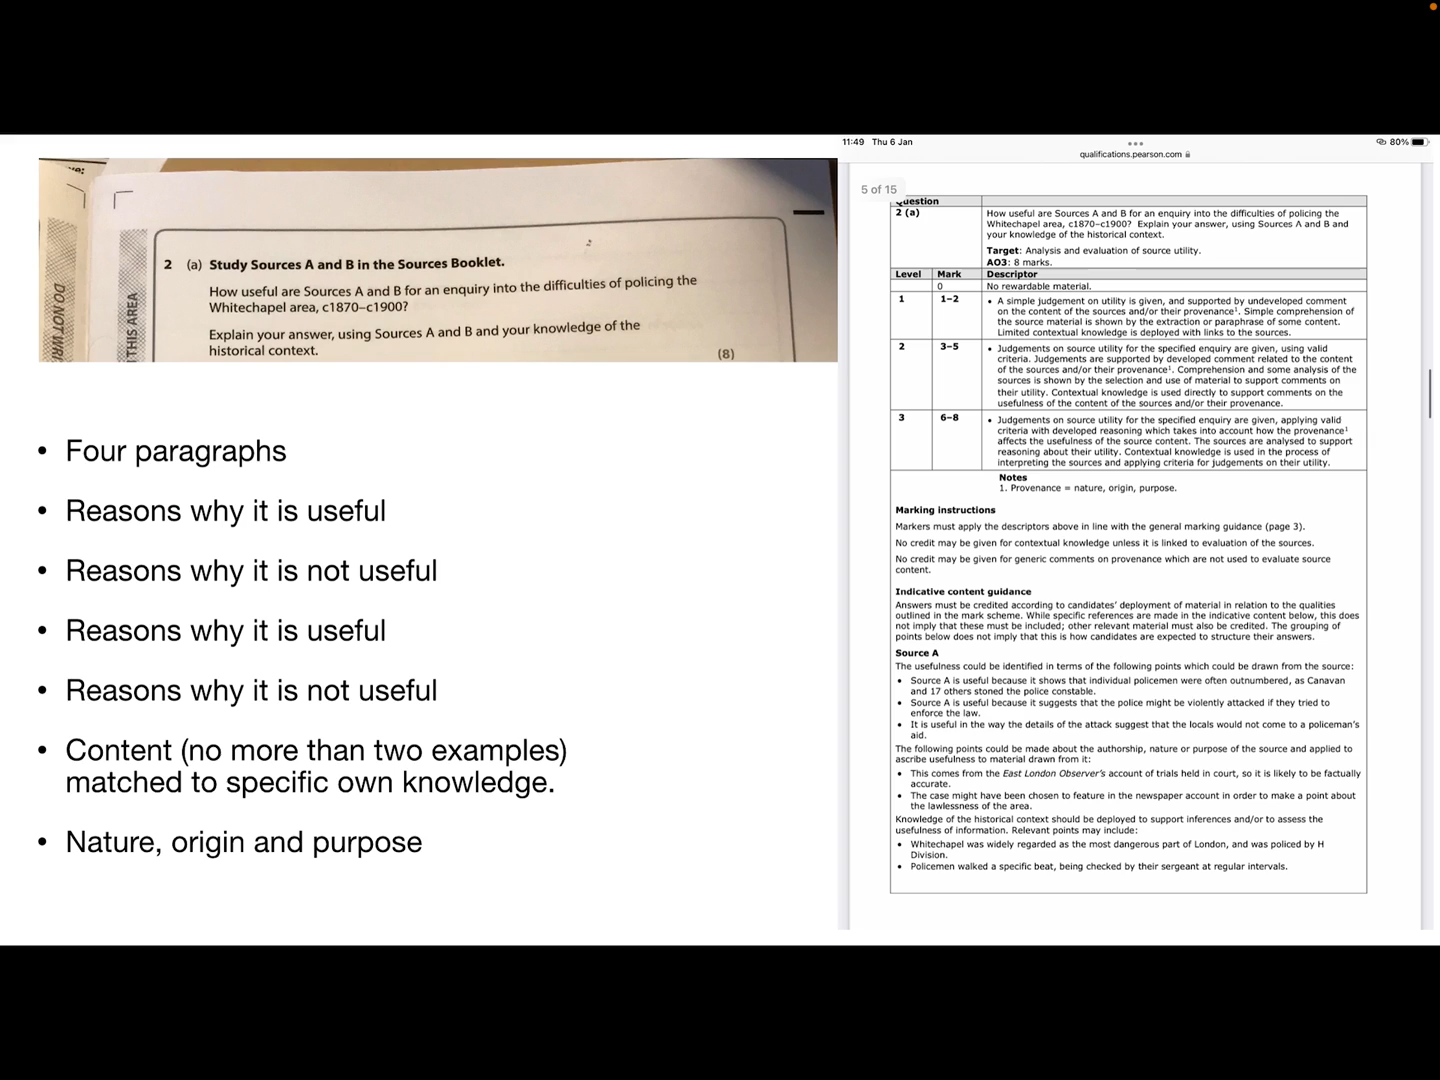 ve:
DO NOT WRI
THIS AREA
2 (a) Study Sources A and B in the Sources Booklet.
How useful are Sources A and B for an enquiry into the difficulties of policing the
Whitechapel area, c1870–c1900?
Explain your answer, using Sources A and B and your knowledge of the
historical context.
(8)
• Four paragraphs
• Reasons why it is useful
• Reasons why it is not useful
• Reasons why it is useful
• Reasons why it is not useful
• Content (no more than two examples)
matched to specific own knowledge.
• Nature, origin and purpose
11:49 Thu 6 Jan
80%
qualifications.pearson.com
5 of 15
Question
2 (a)
How useful are Sources A and B for an enquiry into the difficulties of policing the
Whitechapel area, c1870–c1900? Explain your answer, using Sources A and B and
your knowledge of the historical context.
Target: Analysis and evaluation of source utility.
AO3: 8 marks.
Level Mark Descriptor
0 No rewardable material.
1 1–2 • A simple judgement on utility is given, and supported by undeveloped comment
on the content of the sources and/or their provenance¹. Simple comprehension of
the source material is shown by the extraction or paraphrase of some content.
Limited contextual knowledge is deployed with links to the sources.
2 3–5 • Judgements on source utility for the specified enquiry are given, using valid
criteria. Judgements are supported by developed comment related to the content
of the sources and/or their provenance¹. Comprehension and some analysis of the
sources is shown by the selection and use of material to support comments on
their utility. Contextual knowledge is used directly to support comments on the
usefulness of the content of the sources and/or their provenance.
3 6–8 • Judgements on source utility for the specified enquiry are given, applying valid
criteria with developed reasoning which takes into account how the provenance¹
affects the usefulness of the source content. The sources are analysed to support
reasoning about their utility. Contextual knowledge is used in the process of
interpreting the sources and applying criteria for judgements on their utility.
Notes
1. Provenance = nature, origin, purpose.
Marking instructions
Markers must apply the descriptors above in line with the general marking guidance (page 3).
No credit may be given for contextual knowledge unless it is linked to evaluation of the sources.
No credit may be given for generic comments on provenance which are not used to evaluate source
content.
Indicative content guidance
Answers must be credited according to candidates' deployment of material in relation to the qualities
outlined in the mark scheme. While specific references are made in the indicative content below, this does
not imply that these must be included; other relevant material must also be credited. The grouping of
points below does not imply that this is how candidates are expected to structure their answers.
Source A
The usefulness could be identified in terms of the following points which could be drawn from the source:
• Source A is useful because it shows that individual policemen were often outnumbered, as Canavan
and 17 others stoned the police constable.
• Source A is useful because it suggests that the police might be violently attacked if they tried to
enforce the law.
• It is useful in the way the details of the attack suggest that the locals would not come to a policeman's
aid.
The following points could be made about the authorship, nature or purpose of the source and applied to
ascribe usefulness to material drawn from it:
• This comes from the East London Observer's account of trials held in court, so it is likely to be factually
accurate.
• The case might have been chosen to feature in the newspaper account in order to make a point about
the lawlessness of the area.
Knowledge of the historical context should be deployed to support inferences and/or to assess the
usefulness of information. Relevant points may include:
• Whitechapel was widely regarded as the most dangerous part of London, and was policed by H
Division.
• Policemen walked a specific beat, being checked by their sergeant at regular intervals.